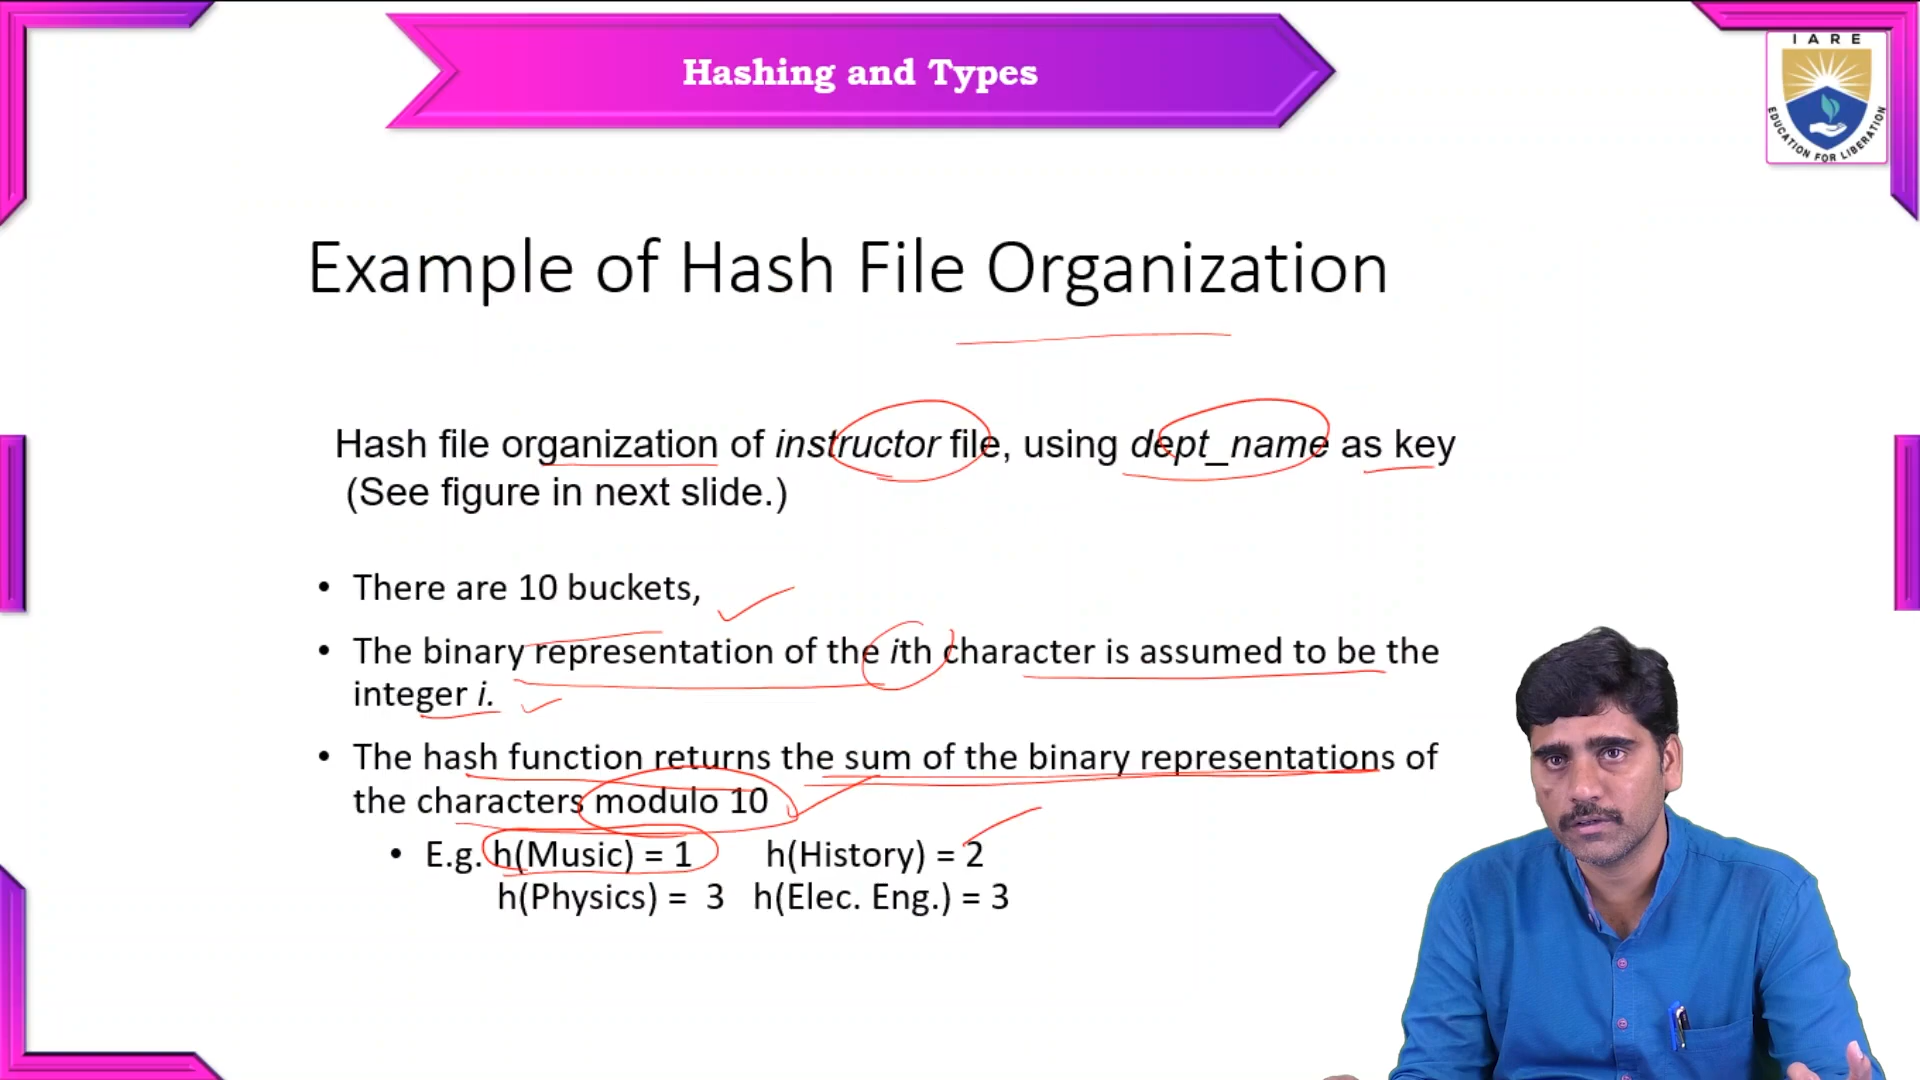 Hashing and Types
IARE
EDUCATION FOR LIBERATION
Example of Hash File Organization
Hash file organization of instructor file, using dept_name as key
(See figure in next slide.)
• There are 10 buckets,
• The binary representation of the ith character is assumed to be the
integer i.
• The hash function returns the sum of the binary representations of
the characters modulo 10
• E.g. h(Music) = 1 h(History) = 2
h(Physics) = 3 h(Elec. Eng.) = 3